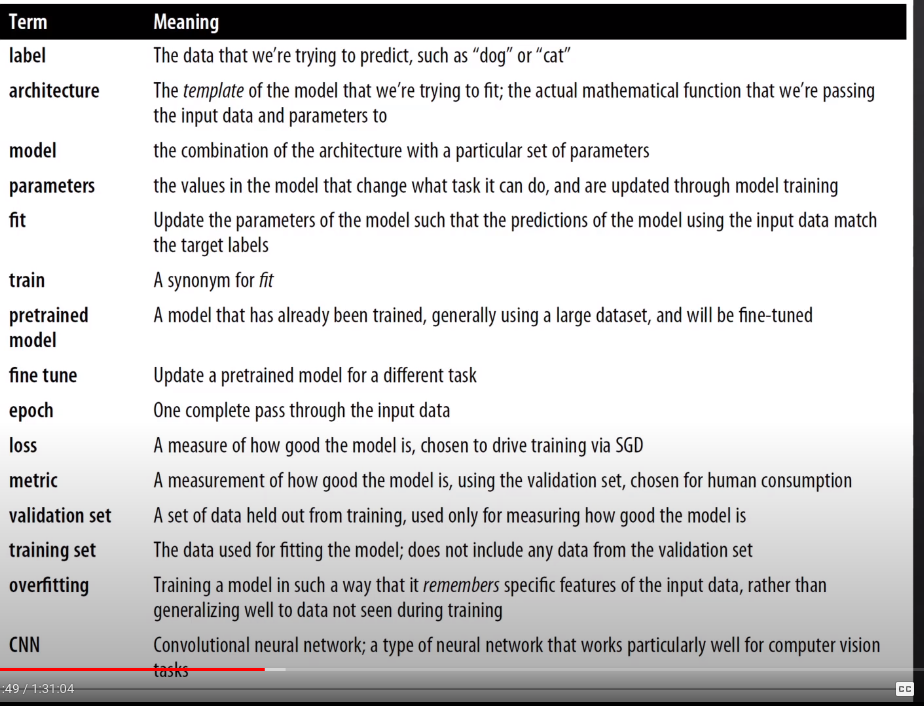 Term Meaning
label The data that we're trying to predict, such as “dog” or “cat”
architecture The template of the model that we're trying to fit; the actual mathematical function that we're passing
the input data and parameters to
model the combination of the architecture with a particular set of parameters
parameters the values in the model that change what task it can do, and are updated through model training
fit Update the parameters of the model such that the predictions of the model using the input data match
the target labels
train A synonym for fit
pretrained A model that has already been trained, generally using a large dataset, and will be fine-tuned
model
fine tune Update a pretrained model for a different task
epoch One complete pass through the input data
loss A measure of how good the model is, chosen to drive training via SGD
metric A measurement of how good the model is, using the validation set, chosen for human consumption
validation set A set of data held out from training, used only for measuring how good the model is
training set The data used for fitting the model; does not include any data from the validation set
overfitting Training a model in such a way that it remembers specific features of the input data, rather than
generalizing well to data not seen during training
CNN Convolutional neural network; a type of neural network that works particularly well for computer vision
tasks
:49 / 1:31:04 CC